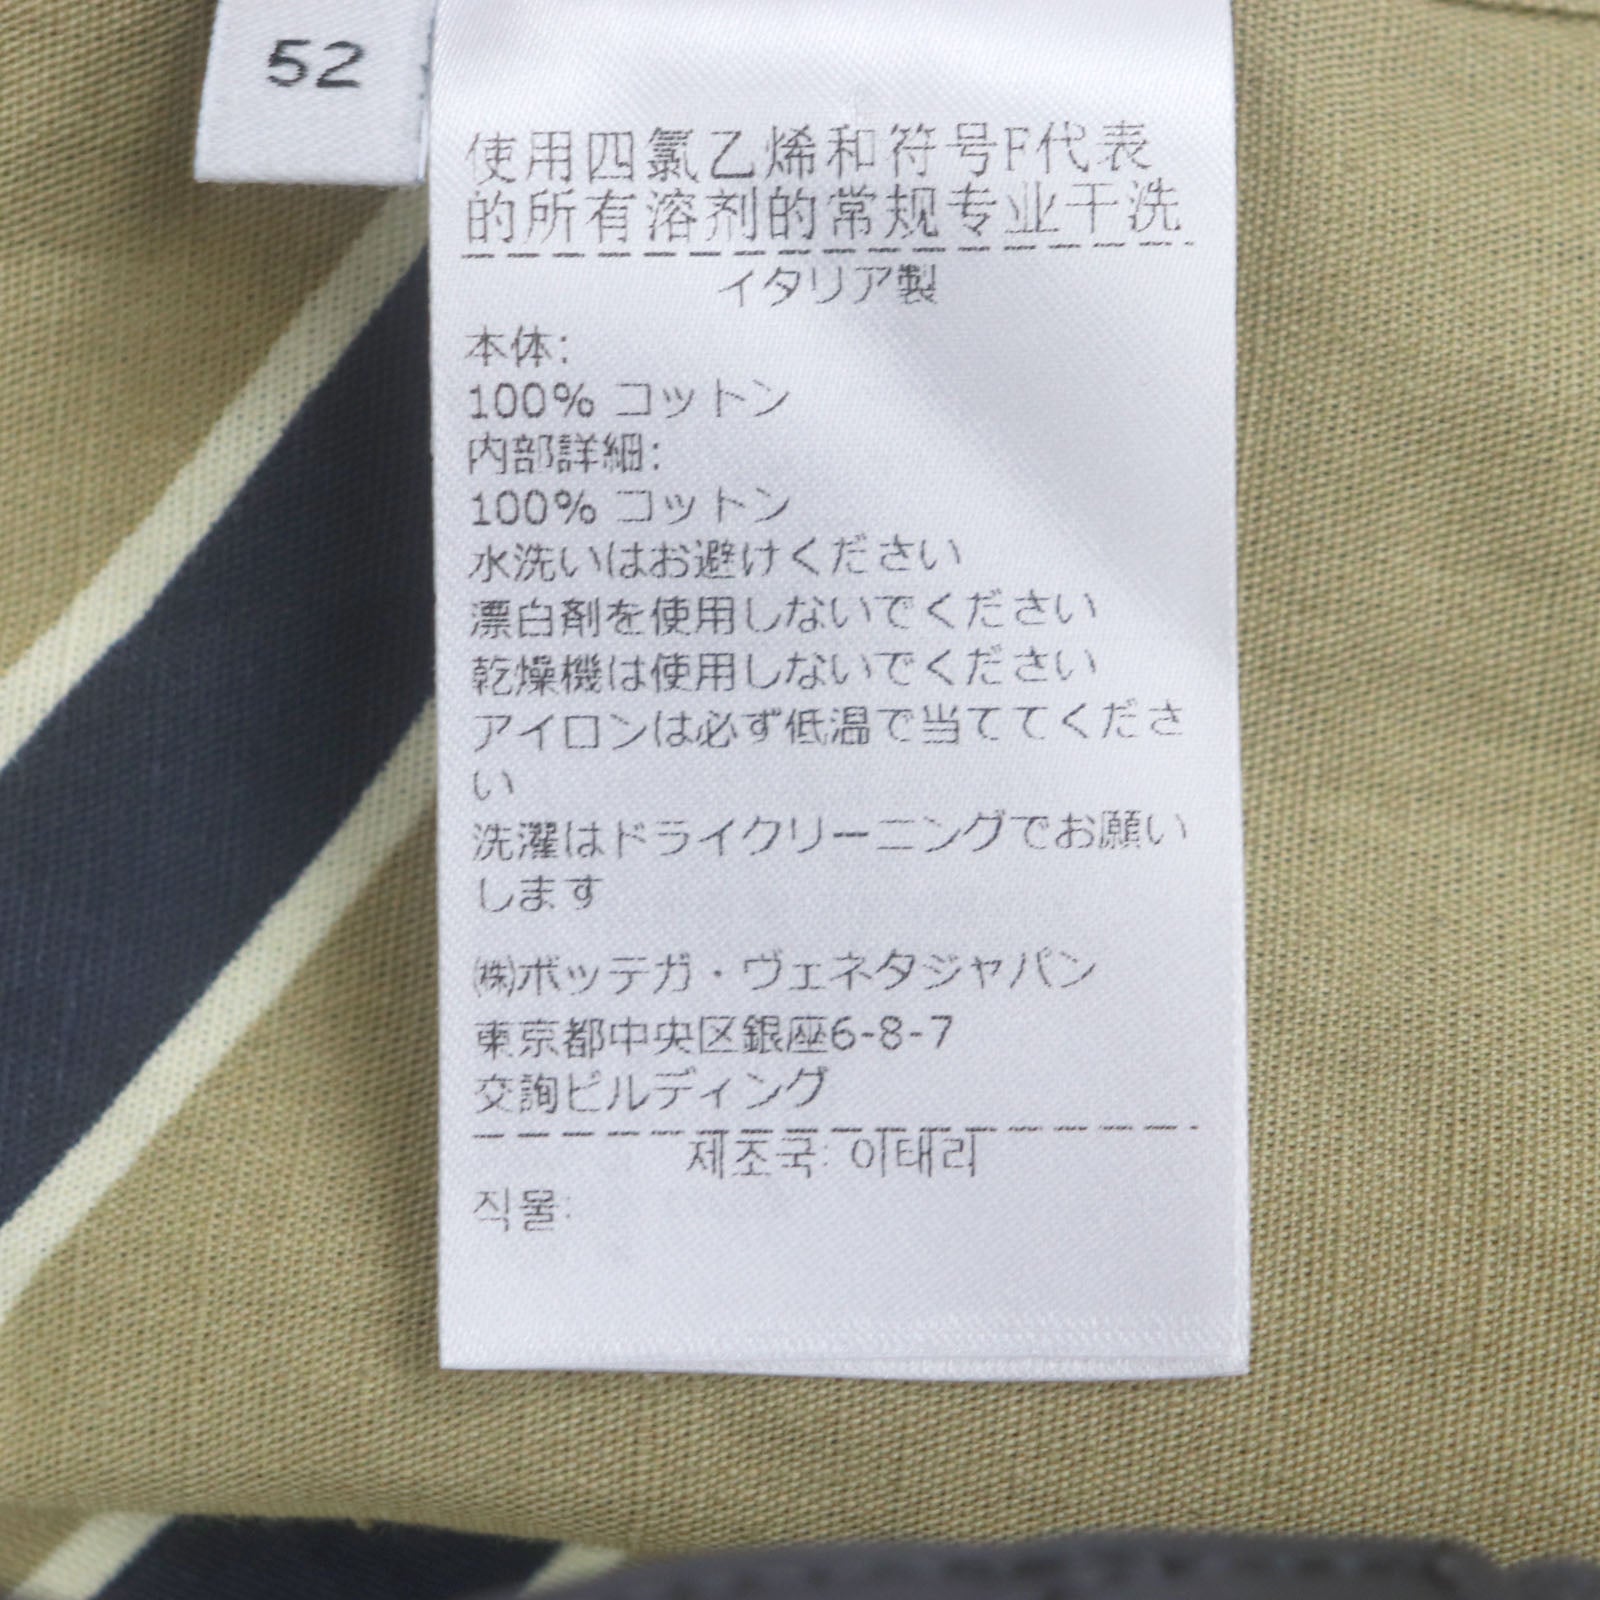 52
使用四氯乙烯和符号F代表
的所有溶剂的常规专业干洗
イタリア製
本体:
100% コットン
内部詳細:
100% コットン
水洗いはお避けください
漂白剤を使用しないでください
乾燥機は使用しないでください
アイロンは必ず低温で当ててくださ
い
洗濯はドライクリーニングでお願い
します
㈱ボッテガ・ヴェネタジャパン
東京都中央区銀座6-8-7
交詢ビルディング
제조국: 이태리
직물: